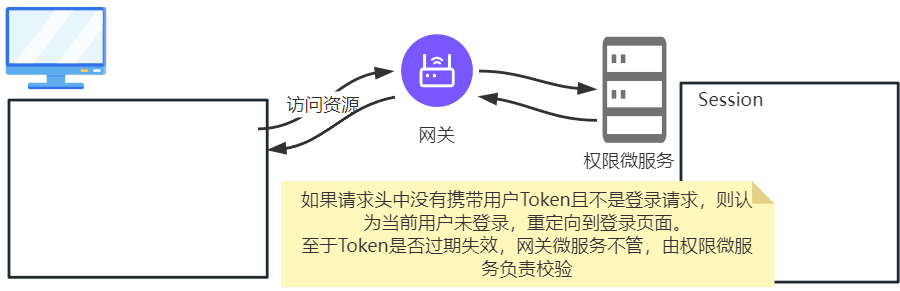 访问资源
网关
权限微服务
Session
如果请求头中没有携带用户Token且不是登录请求，则认
为当前用户未登录，重定向到登录页面。
至于Token是否过期失效，网关微服务不管，由权限微服
务负责校验